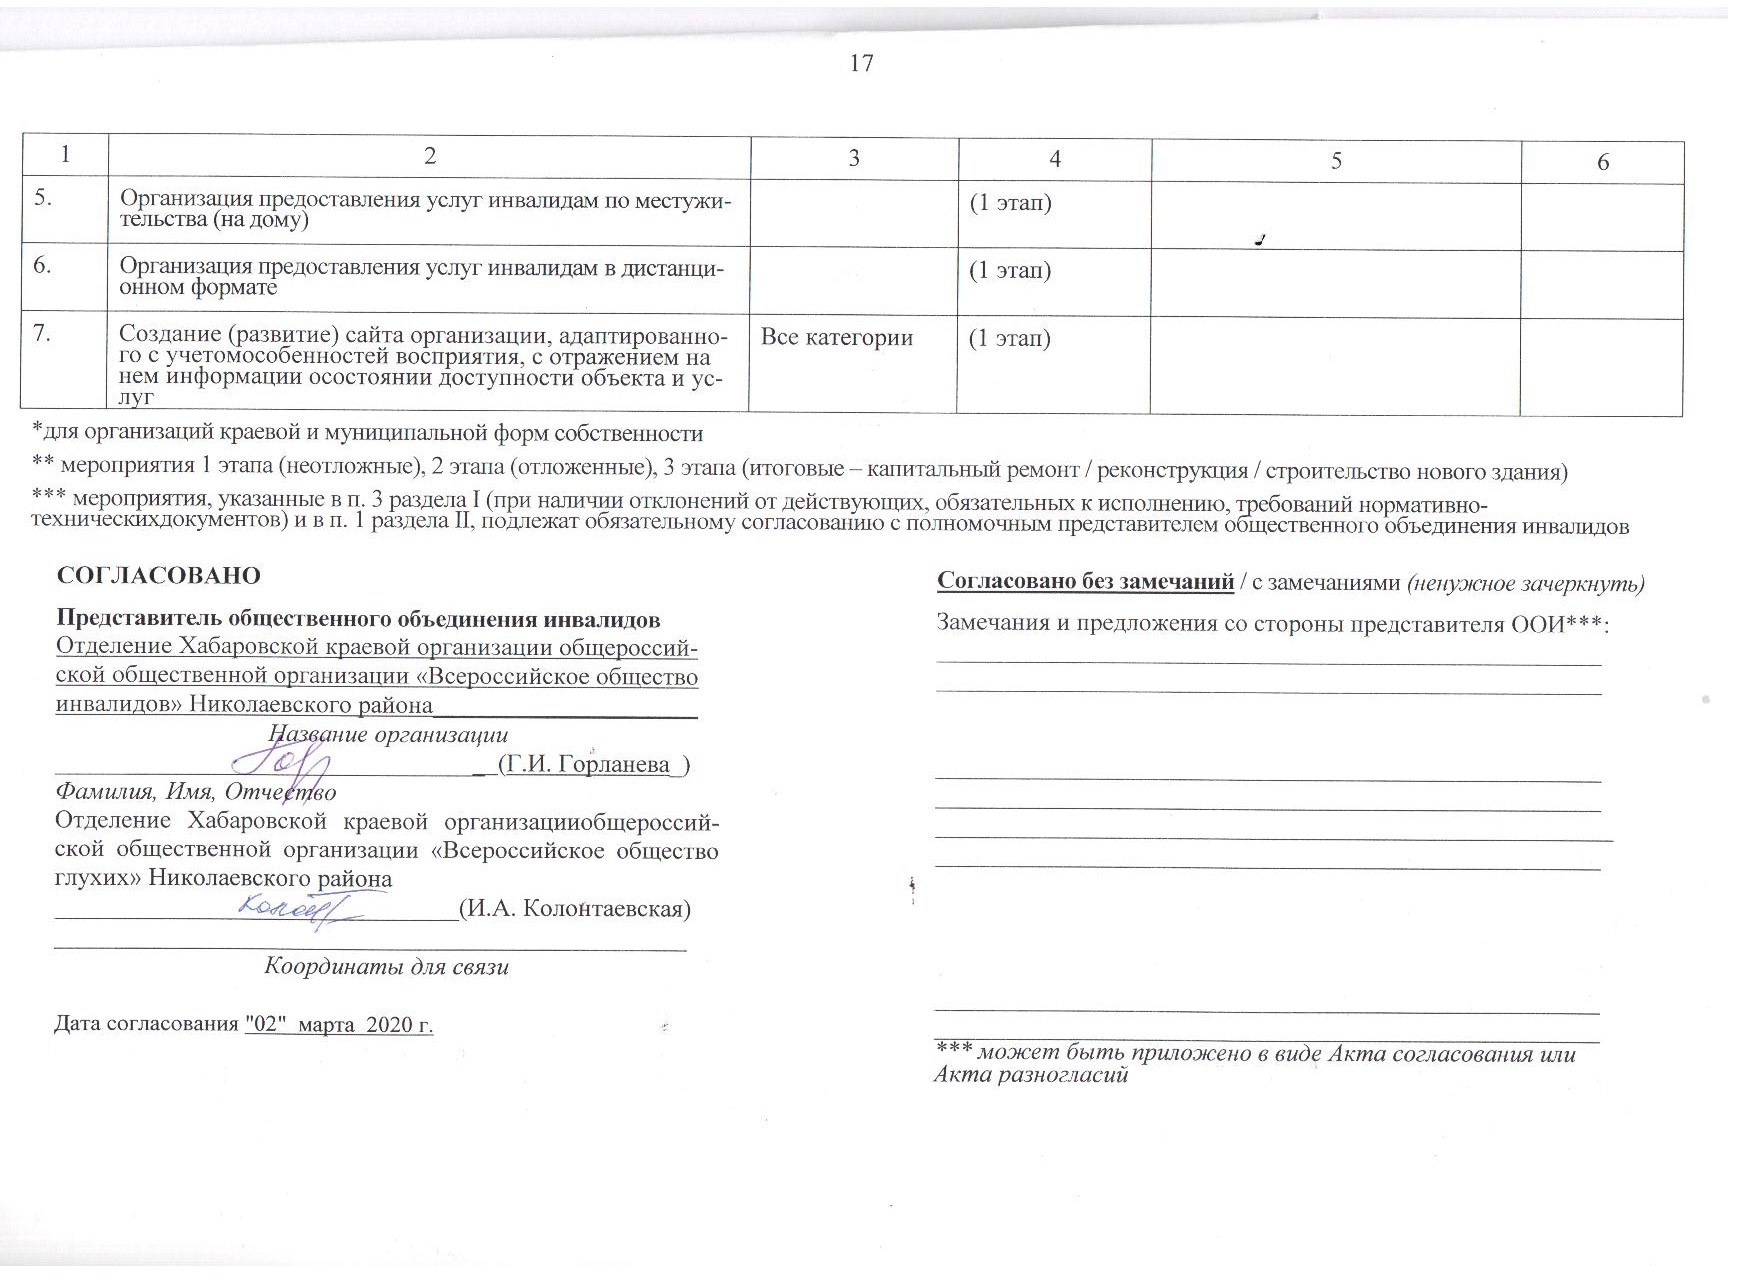 17
1 2 3 4 5 6
5. Организация предоставления услуг инвалидам по местужи- (1 этап)
тельства (на дому)
6. Организация предоставления услуг инвалидам в дистанци- (1 этап)
онном формате
7. Создание (развитие) сайта организации, адаптированно- Все категории (1 этап)
го с учетомособенностей восприятия, с отражением на
нем информации осостоянии доступности объекта и ус-
луг
*для организаций краевой и муниципальной форм собственности
** мероприятия 1 этапа (неотложные), 2 этапа (отложенные), 3 этапа (итоговые – капитальный ремонт / реконструкция / строительство нового здания)
*** мероприятия, указанные в п. 3 раздела I (при наличии отклонений от действующих, обязательных к исполнению, требований нормативно-
техническихдокументов) и в п. 1 раздела II, подлежат обязательному согласованию с полномочным представителем общественного объединения инвалидов
СОГЛАСОВАНО
Представитель общественного объединения инвалидов
Отделение Хабаровской краевой организации общероссий-
ской общественной организации «Всероссийское общество
инвалидов» Николаевского района
Название организации
(Г.И. Горланева )
Фамилия, Имя, Отчество
Отделение Хабаровской краевой организацииобщероссий-
ской общественной организации «Всероссийское общество
глухих» Николаевского района
(И.А. Колонтаевская)
Координаты для связи
Дата согласования "02" марта 2020 г.
Согласовано без замечаний / с замечаниями (ненужное зачеркнуть)
Замечания и предложения со стороны представителя ООИ***:
*** может быть приложено в виде Акта согласования или
Акта разногласий